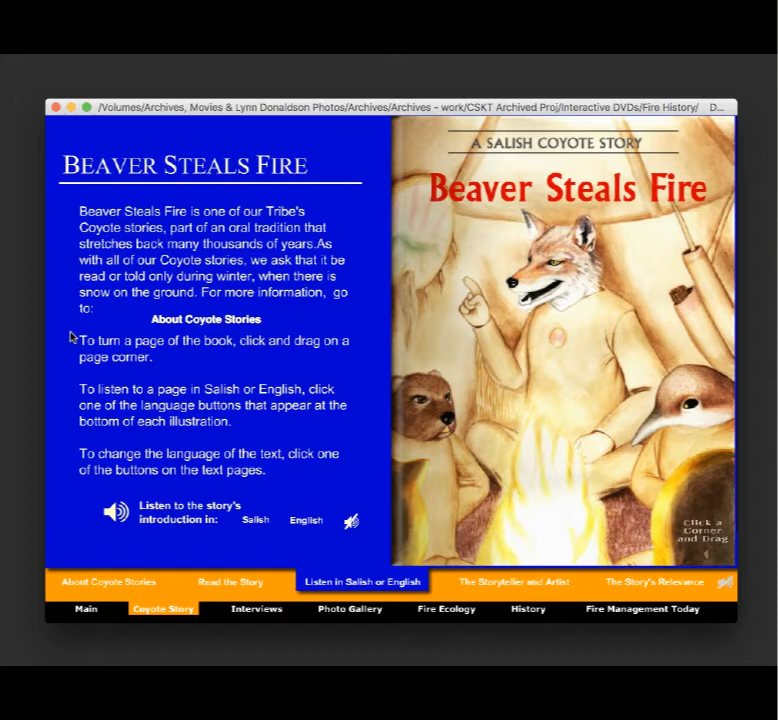 /Volumes/Archives, Movies & Lynn Donaldson Photos/Archives/Archives - work/CSKT Archived Proj/Interactive DVDs/Fire History/ D...
BEAVER STEALS FIRE
Beaver Steals Fire is one of our Tribe's
Coyote stories, part of an oral tradition that
stretches back many thousands of years.As
with all of our Coyote stories, we ask that it be
read or told only during winter, when there is
snow on the ground. For more information, go
to:
About Coyote Stories
To turn a page of the book, click and drag on a
page corner.
To listen to a page in Salish or English, click
one of the language buttons that appear at the
bottom of each illustration.
To change the language of the text, click one
of the buttons on the text pages.
Listen to the story's
introduction in: Salish English
A SALISH COYOTE STORY
Beaver Steals Fire
Click a
Corner
and Drag
About Coyote Stories Read the Story Listen in Salish or English The Storyteller and Artist The Story's Relevance
Main Coyote Story Interviews Photo Gallery Fire Ecology History Fire Management Today